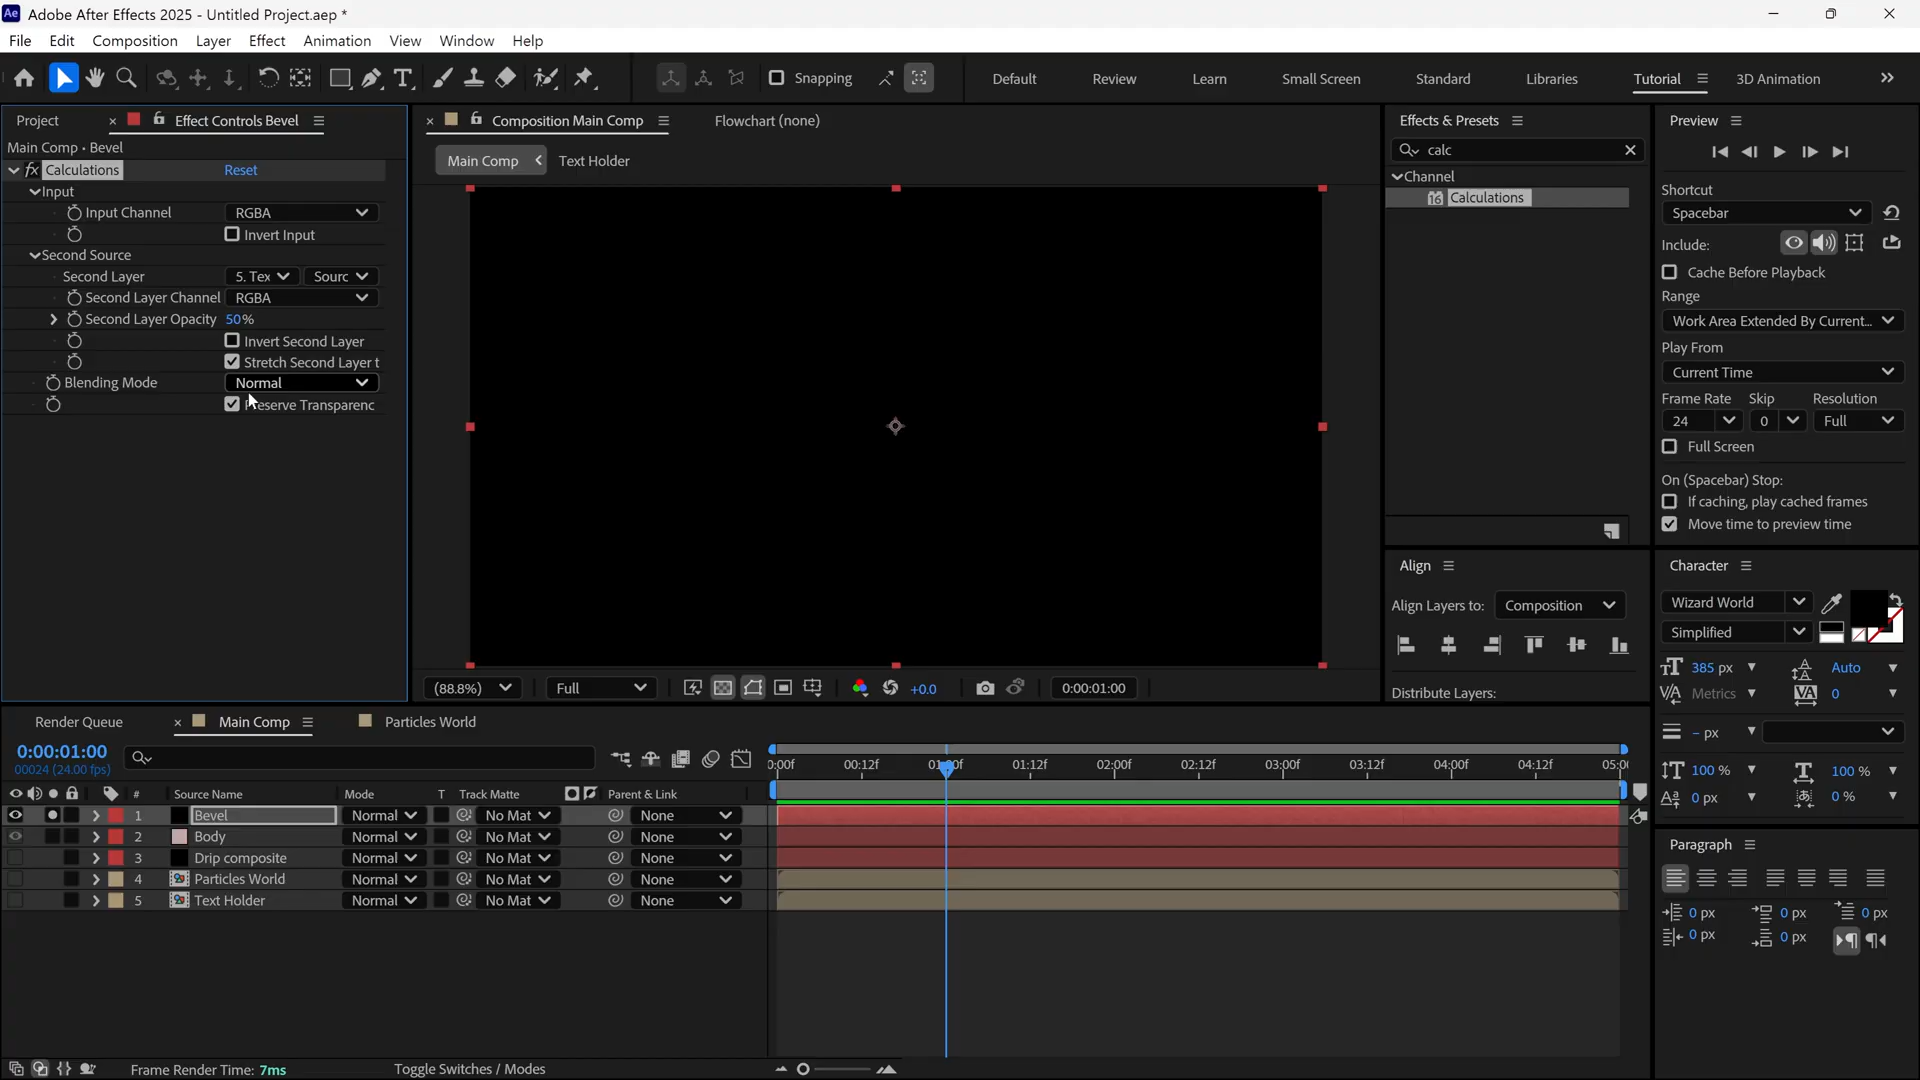 Ae Adobe After Effects 2025 - Untitled Project.aep *
File Edit Composition Layer Effect Animation View Window Help
Snapping Default Review Learn Small Screen Standard Libraries Tutorial 3D Animation
Project
Effect Controls Bevel
Main Comp • Bevel
fx Calculations Reset
Input
Input Channel RGBA
Invert Input
Second Source
Second Layer 5. Tex Sourc
Second Layer Channel RGBA
Second Layer Opacity 50%
Invert Second Layer
Stretch Second Layer t
Blending Mode Normal
Preserve Transparenc
Composition Main Comp
Flowchart (none)
Main Comp Text Holder
(88.8%) Full +0.0 0:00:01:00
Effects & Presets
calc
Channel
16 Calculations
Align
Align Layers to: Composition
Distribute Layers:
Preview
Shortcut
Spacebar
Include:
Cache Before Playback
Range
Work Area Extended By Current...
Play From
Current Time
Frame Rate Skip Resolution
24 0 Full
Full Screen
On (Spacebar) Stop:
If caching, play cached frames
Move time to preview time
Character
Wizard World
Simplified
385 px Auto
Metrics 0
- px
100 % 100 %
0 px 0 %
Paragraph
0 px 0 px 0 px
0 px 0 px
Render Queue Main Comp Particles World
0:00:01:00
00024 (24.00 fps)
# Source Name Mode T Track Matte Parent & Link
1 Bevel Normal No Mat None
2 Body Normal No Mat None
3 Drip composite Normal No Mat None
4 Particles World Normal No Mat None
5 Text Holder Normal No Mat None
0:00f 00:12f 01:00f 01:12f 02:00f 02:12f 03:00f 03:12f 04:00f 04:12f 05:0
Frame Render Time: 7ms
Toggle Switches / Modes